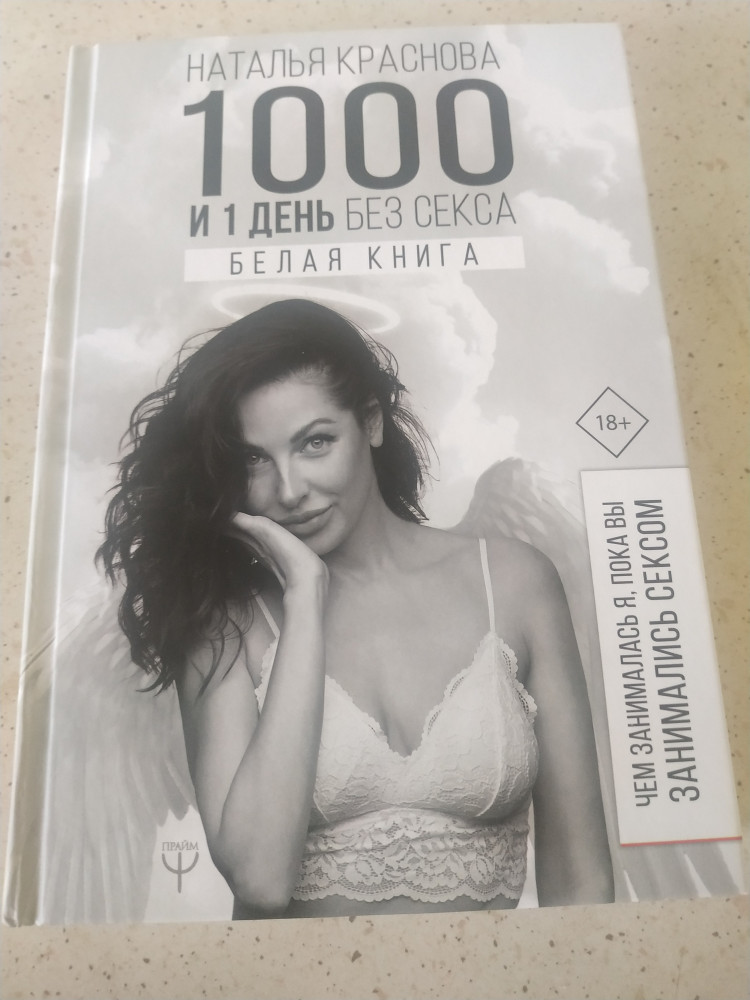 НАТАЛЬЯ КРАСНОВА
1000
И 1 ДЕНЬ БЕЗ СЕКСА
БЕЛАЯ КНИГА
18+
ЧЕМ ЗАНИМАЛАСЬ Я, ПОКА ВЫ
ЗАНИМАЛИСЬ СЕКСОМ
ПРАЙМ